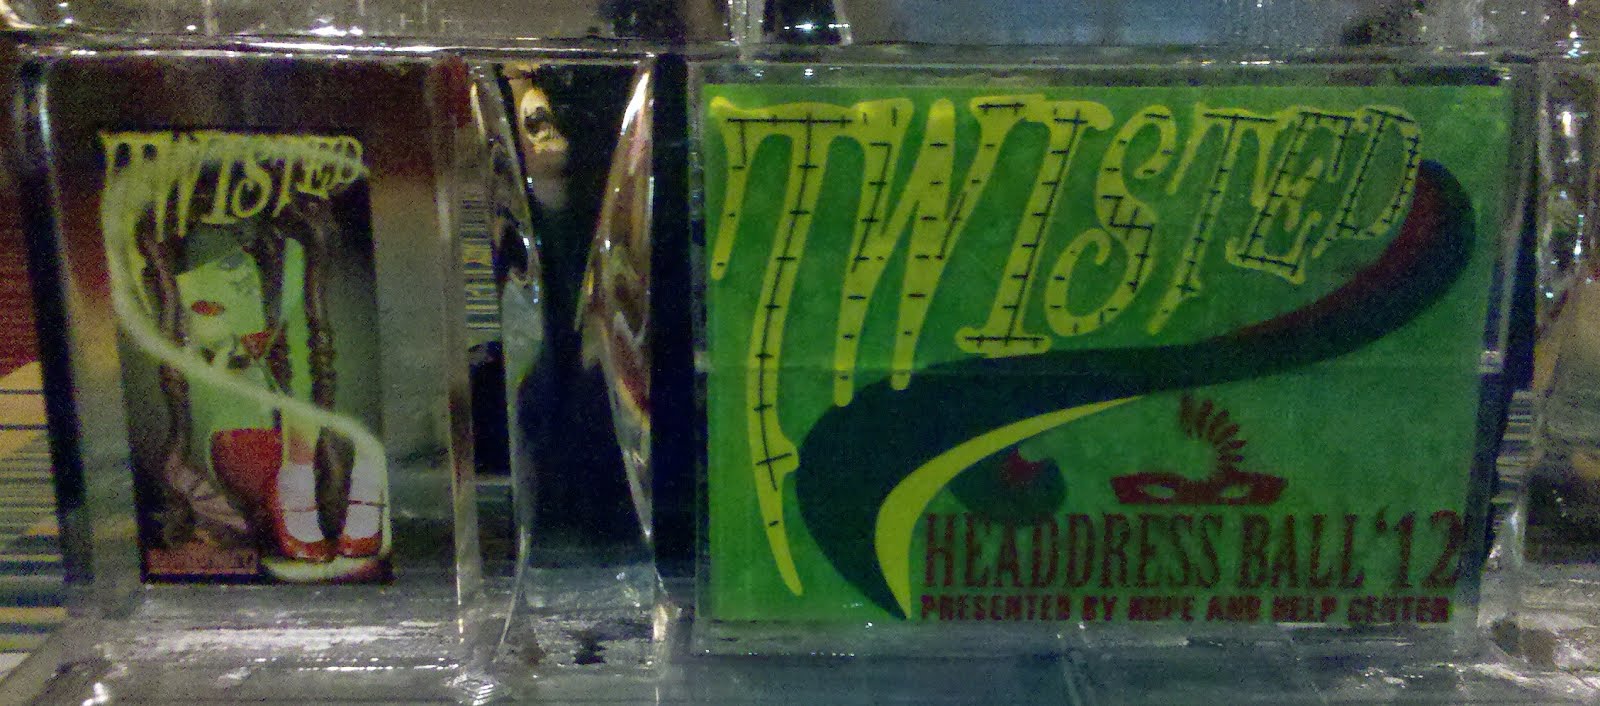 TWISTED
TWISTED
HEADDRESS BALL '12
PRESENTED BY HOPE AND HELP CENTER